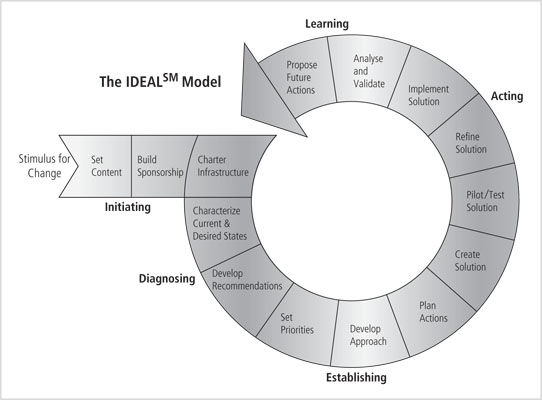 Learning
The IDEAL SM Model
Propose
Future
Actions
Analyse
and
Validate
Implement
Solution
Acting
Refine
Solution
Pilot/Test
Solution
Create
Solution
Plan
Actions
Stimulus for
Change
Set
Content
Build
Sponsorship
Charter
Infrastructure
Initiating
Characterize
Current &
Desired States
Diagnosing
Develop
Recommendations
Set
Priorities
Develop
Approach
Establishing